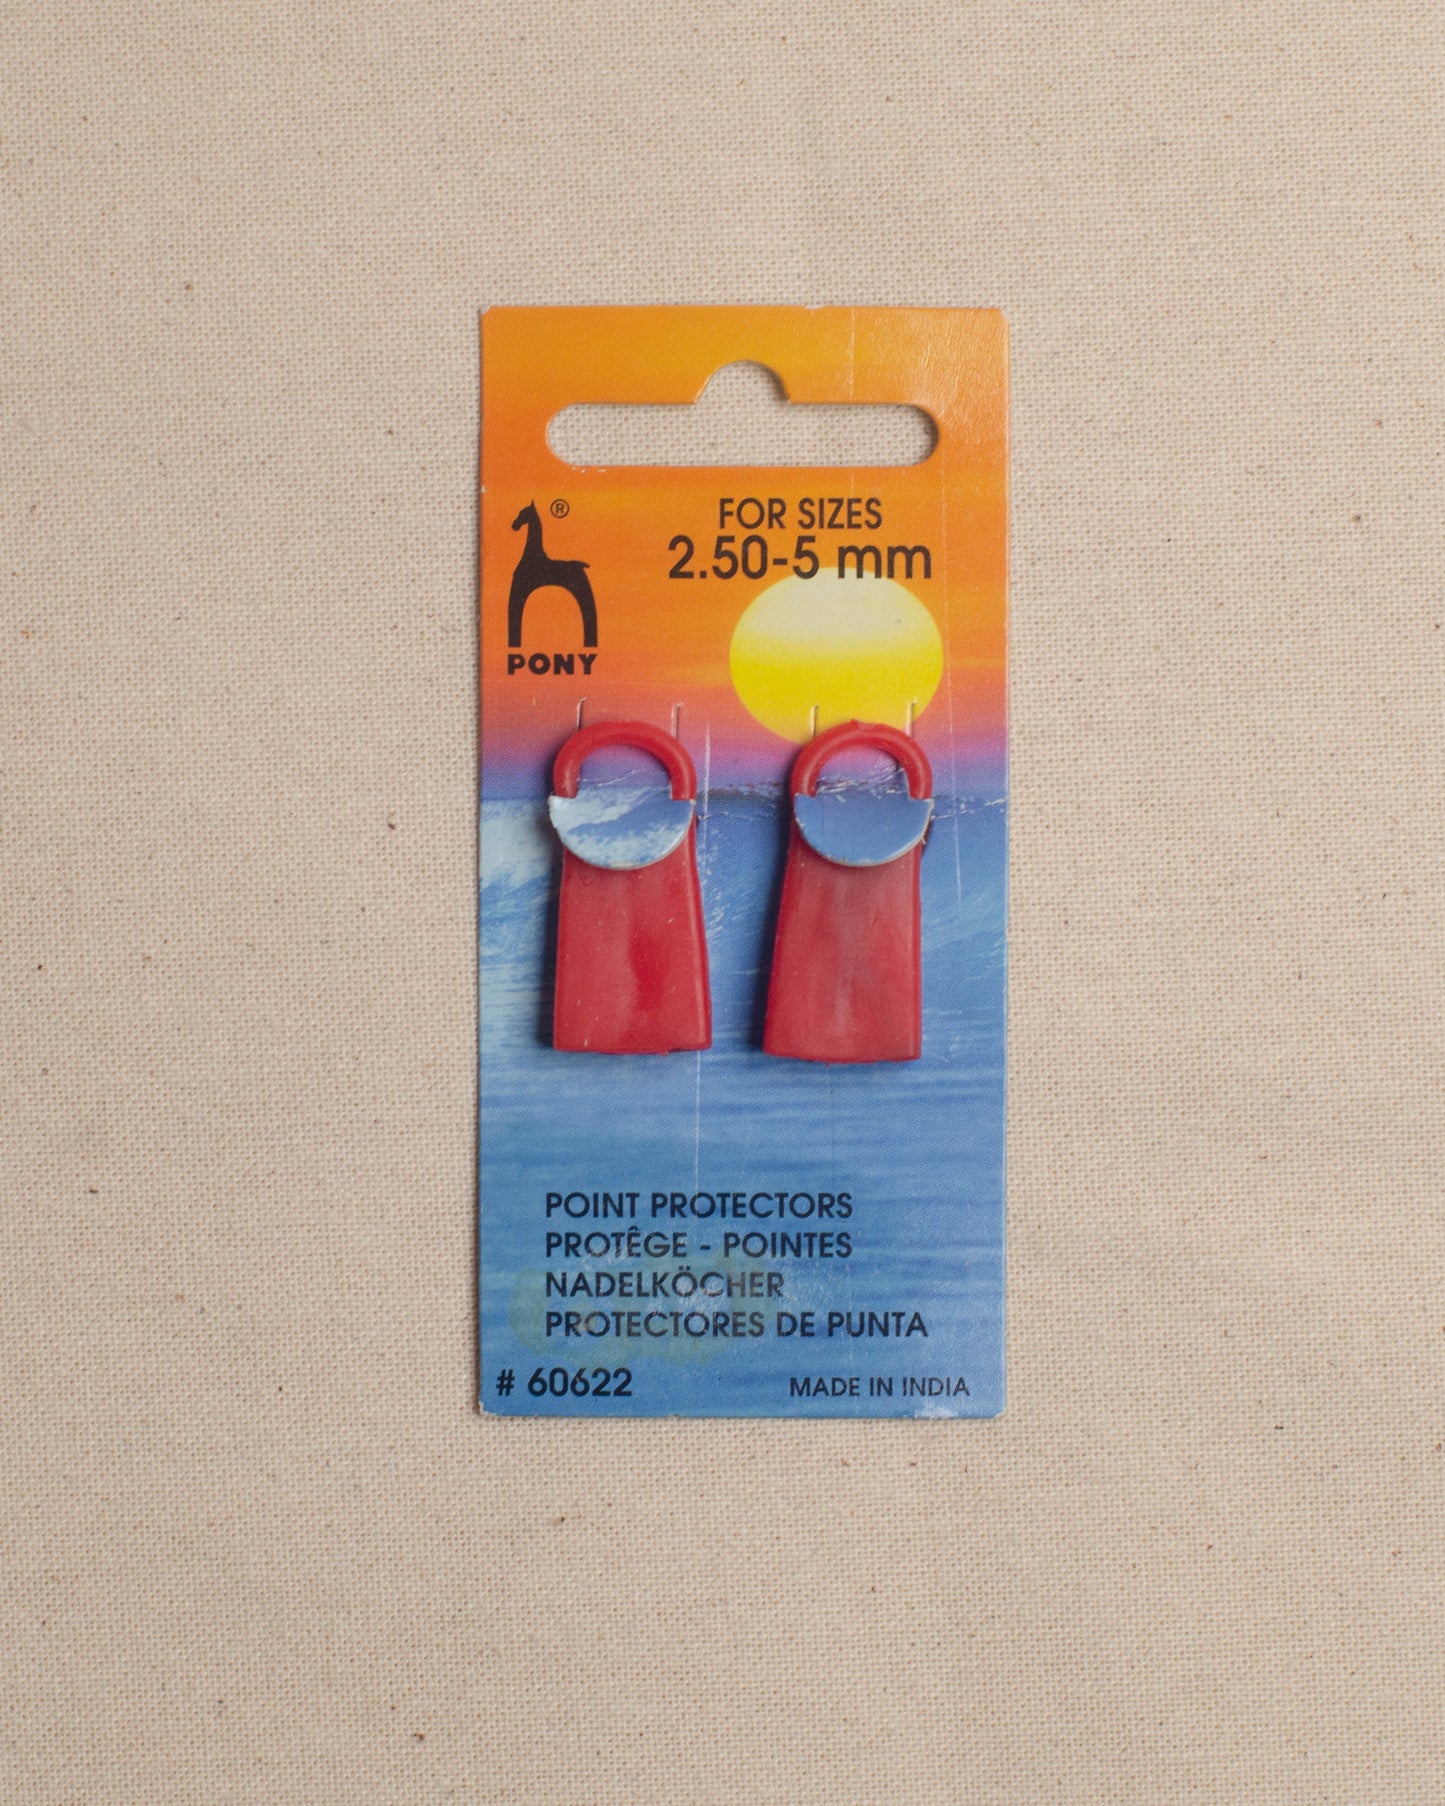 FOR SIZES
2.50-5 mm
®
PONY
POINT PROTECTORS
PROTÊGE - POINTES
NADELKÖCHER
PROTECTORES DE PUNTA
# 60622
MADE IN INDIA